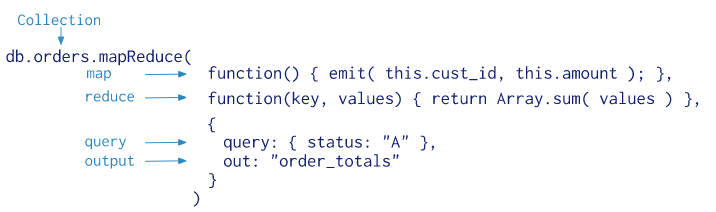 Collection
db.orders.mapReduce(
map function() { emit( this.cust_id, this.amount ); },
reduce function(key, values) { return Array.sum( values ) },
{
query query: { status: "A" },
output out: "order_totals"
}
)